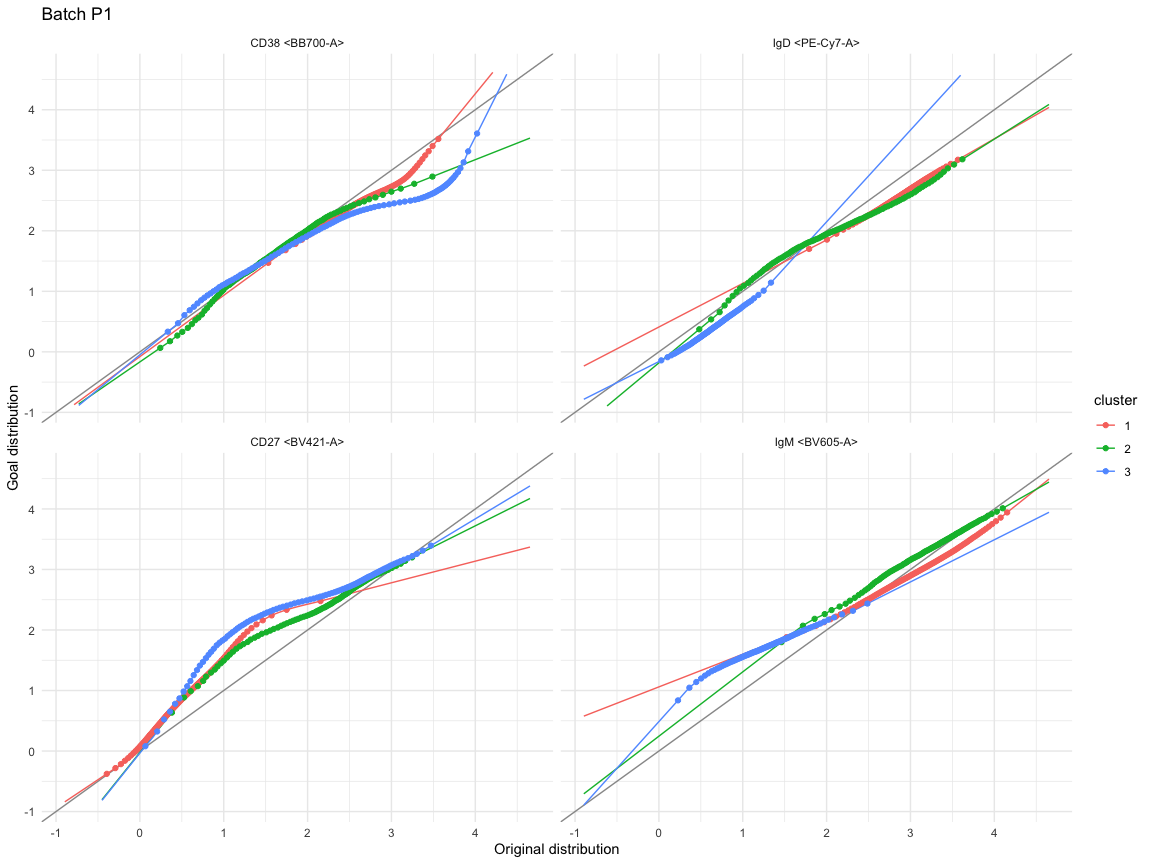 Batch P1
CD38 <BB700-A>
IgD <PE-Cy7-A>
4
3
2
1
0
-1
CD27 <BV421-A>
IgM <BV605-A>
4
3
2
1
0
-1
-1 0 1 2 3 4
-1 0 1 2 3 4
Original distribution
Goal distribution
cluster
1
2
3